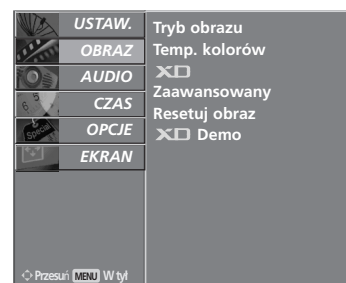 USTAW.
OBRAZ
AUDIO
CZAS
OPCJE
EKRAN
Przesuń MENU W tył
Tryb obrazu
Temp. kolorów
XD
Zaawansowany
Resetuj obraz
XD Demo